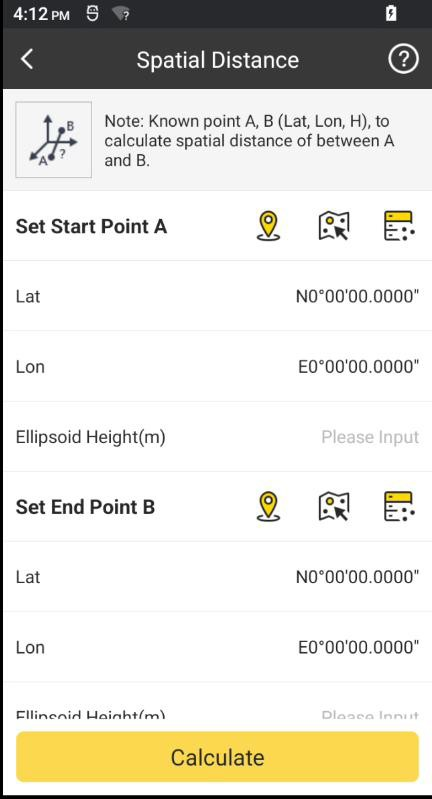 4:12 PM
?
Spatial Distance
?
B
A ?
Note: Known point A, B (Lat, Lon, H), to
calculate spatial distance of between A
and B.
Set Start Point A
Lat N0°00'00.0000"
Lon E0°00'00.0000"
Ellipsoid Height(m) Please Input
Set End Point B
Lat N0°00'00.0000"
Lon E0°00'00.0000"
Ellipsoid Height(m) Please Input
Calculate